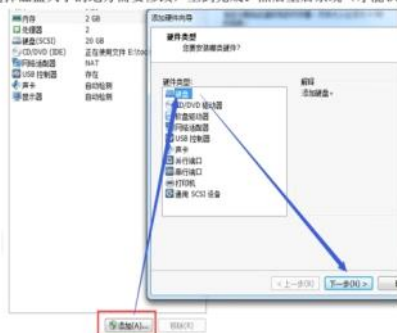 内存 2 GB
处理器 2
硬盘(SCSI) 20 GB
CD/DVD (IDE) 正在使用文件 E:\too
网络适配器 NAT
USB 控制器 存在
声卡 自动检测
显示器 自动检测
添加(A)... 移除(R)
添加硬件向导
硬件类型
您要安装哪类硬件?
硬件类型: 解释
硬盘 添加硬盘。
CD/DVD 驱动器
软盘驱动器
网络适配器
USB 控制器
声卡
并行端口
串行端口
打印机
通用 SCSI 设备
< 上一步(B) 下一步(N) >